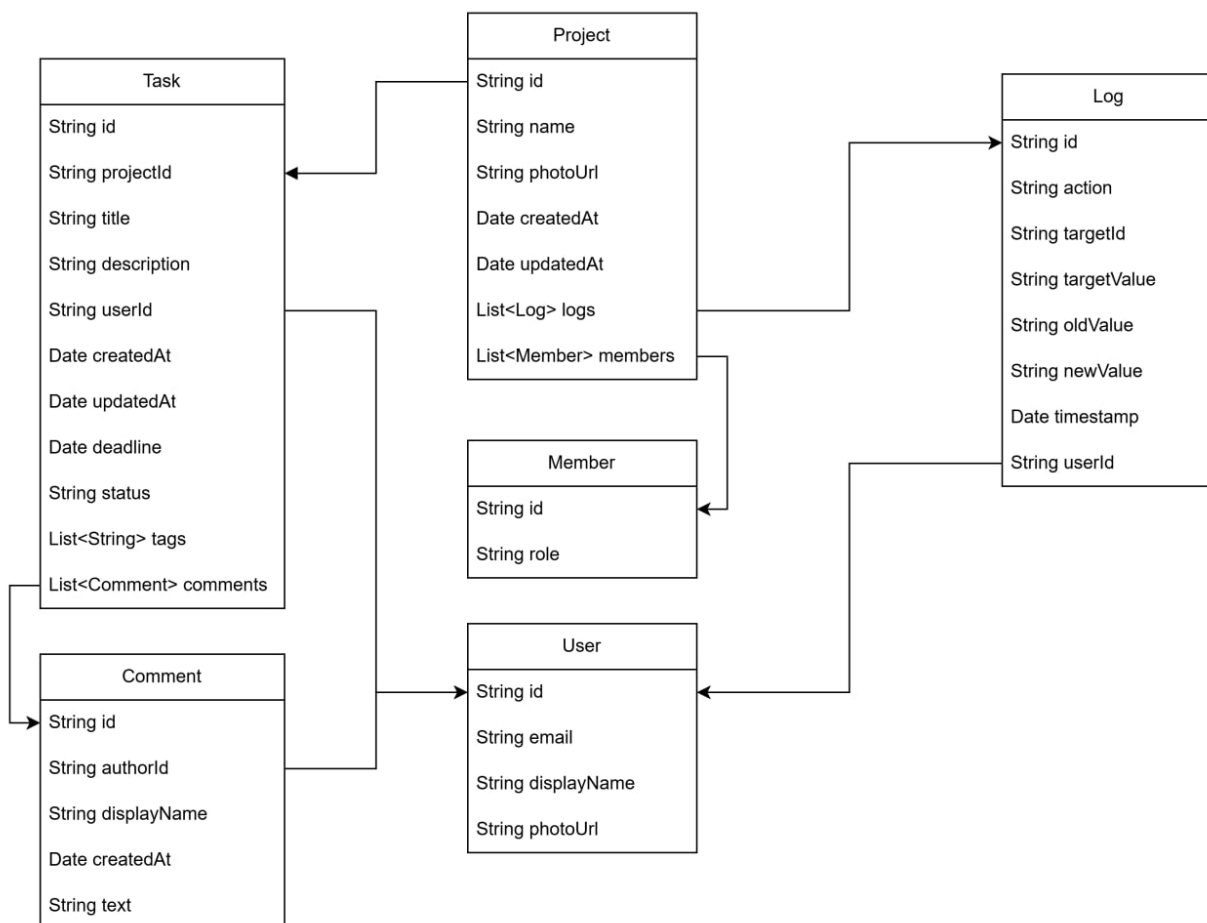 Task
String id
String projectId
String title
String description
String userId
Date createdAt
Date updatedAt
Date deadline
String status
List<String> tags
List<Comment> comments
Comment
String id
String authorId
String displayName
Date createdAt
String text
Project
String id
String name
String photoUrl
Date createdAt
Date updatedAt
List<Log> logs
List<Member> members
Member
String id
String role
User
String id
String email
String displayName
String photoUrl
Log
String id
String action
String targetId
String targetValue
String oldValue
String newValue
Date timestamp
String userId